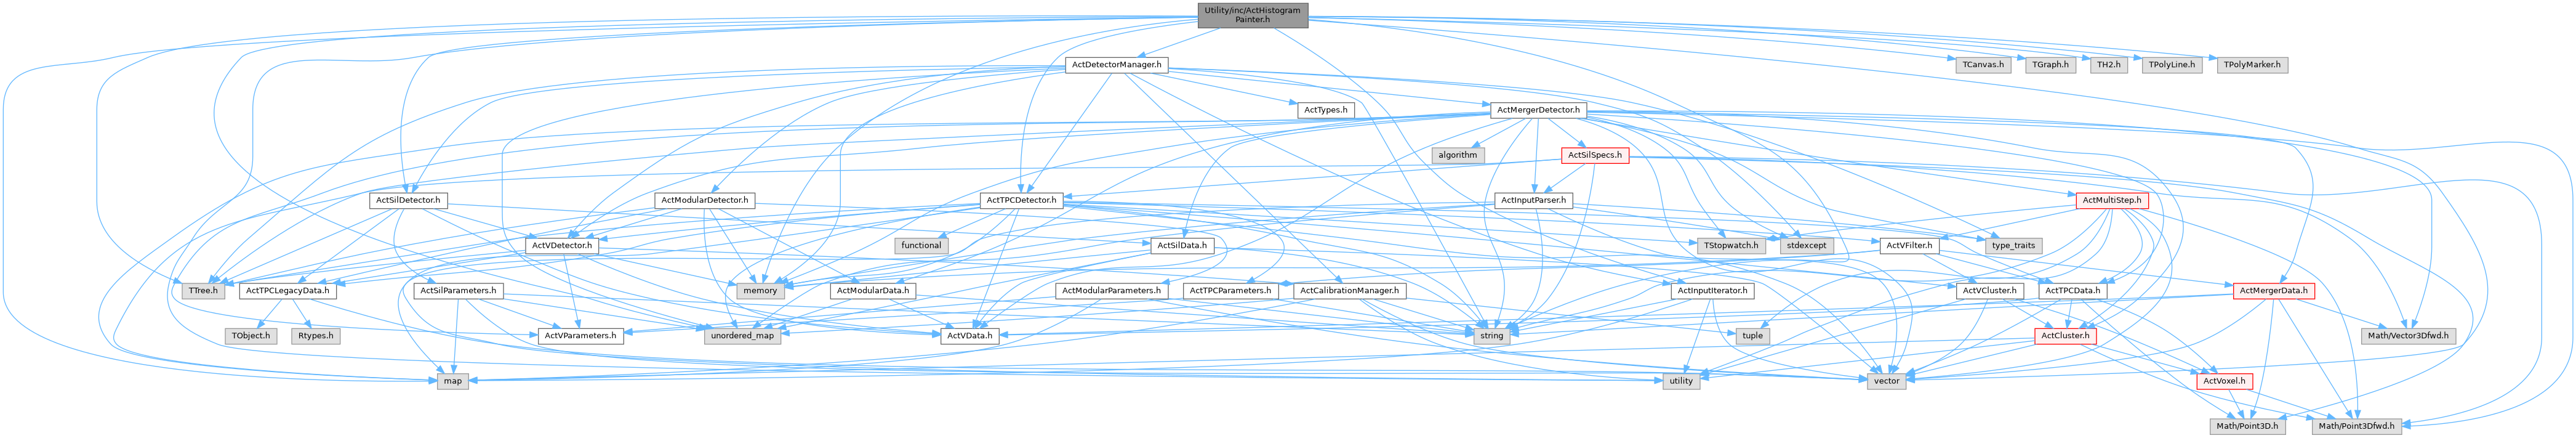 Utility/inc/ActHistogram
Painter.h
ActDetectorManager.h
TCanvas.h
TGraph.h
TH2.h
TPolyLine.h
TPolyMarker.h
ActTypes.h
ActMergerDetector.h
algorithm
ActSilSpecs.h
ActSilDetector.h
ActModularDetector.h
ActTPCDetector.h
ActInputParser.h
ActMultiStep.h
ActVDetector.h
functional
ActSilData.h
TStopwatch.h
stdexcept
ActVFilter.h
type_traits
TTree.h
ActTPCLegacyData.h
ActSilParameters.h
memory
ActModularData.h
ActModularParameters.h
ActTPCParameters.h
ActCalibrationManager.h
ActInputIterator.h
ActVCluster.h
ActTPCData.h
ActMergerData.h
TObject.h
Rtypes.h
ActVParameters.h
unordered_map
ActVData.h
string
tuple
ActCluster.h
Math/Vector3Dfwd.h
map
utility
vector
ActVoxel.h
Math/Point3D.h
Math/Point3Dfwd.h